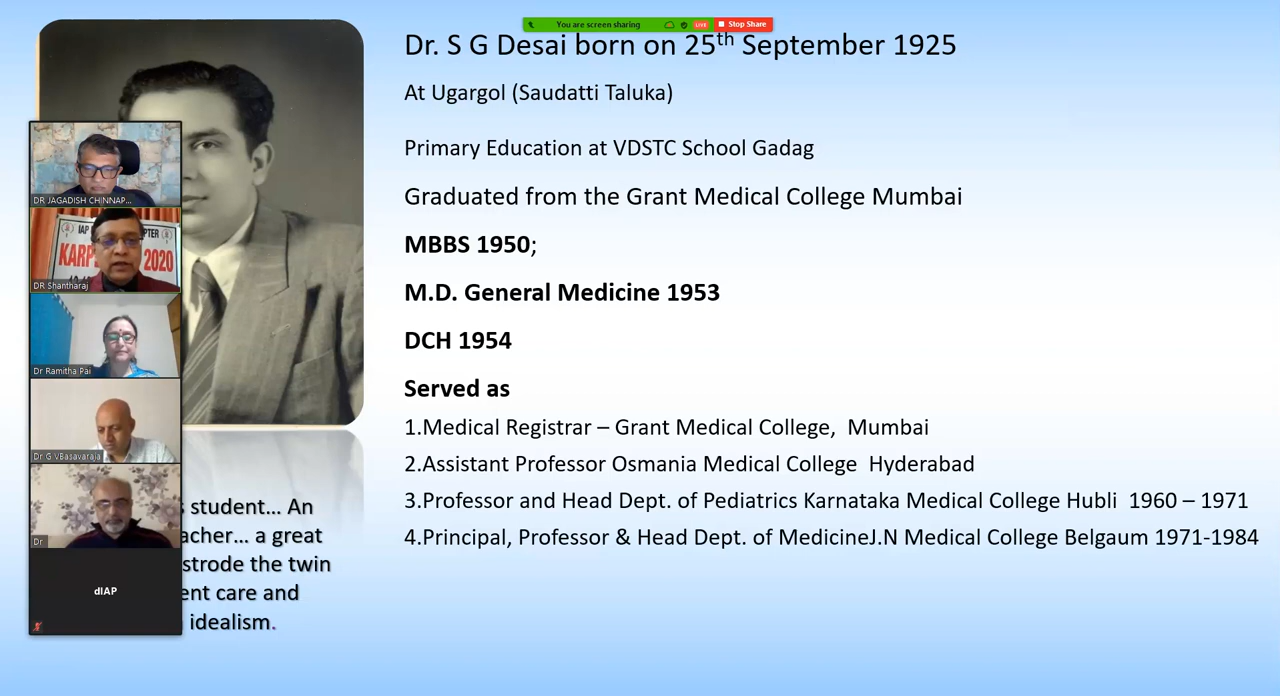 You are screen sharing LIVE Stop Share
Dr. S G Desai born on 25th September 1925
At Ugargol (Saudatti Taluka)
Primary Education at VDSTC School Gadag
Graduated from the Grant Medical College Mumbai
MBBS 1950;
M.D. General Medicine 1953
DCH 1954
Served as
1.Medical Registrar – Grant Medical College, Mumbai
2.Assistant Professor Osmania Medical College Hyderabad
3.Professor and Head Dept. of Pediatrics Karnataka Medical College Hubli 1960 – 1971
4.Principal, Professor & Head Dept. of MedicineJ.N Medical College Belgaum 1971-1984
DR JAGADISH CHINNAP...
IAP
2020
DR Shantharaj
Dr Ramitha Pai
Dr G.VBasavaraja
Dr
dIAP
student... An
a great
strode the twin
care and
idealism.